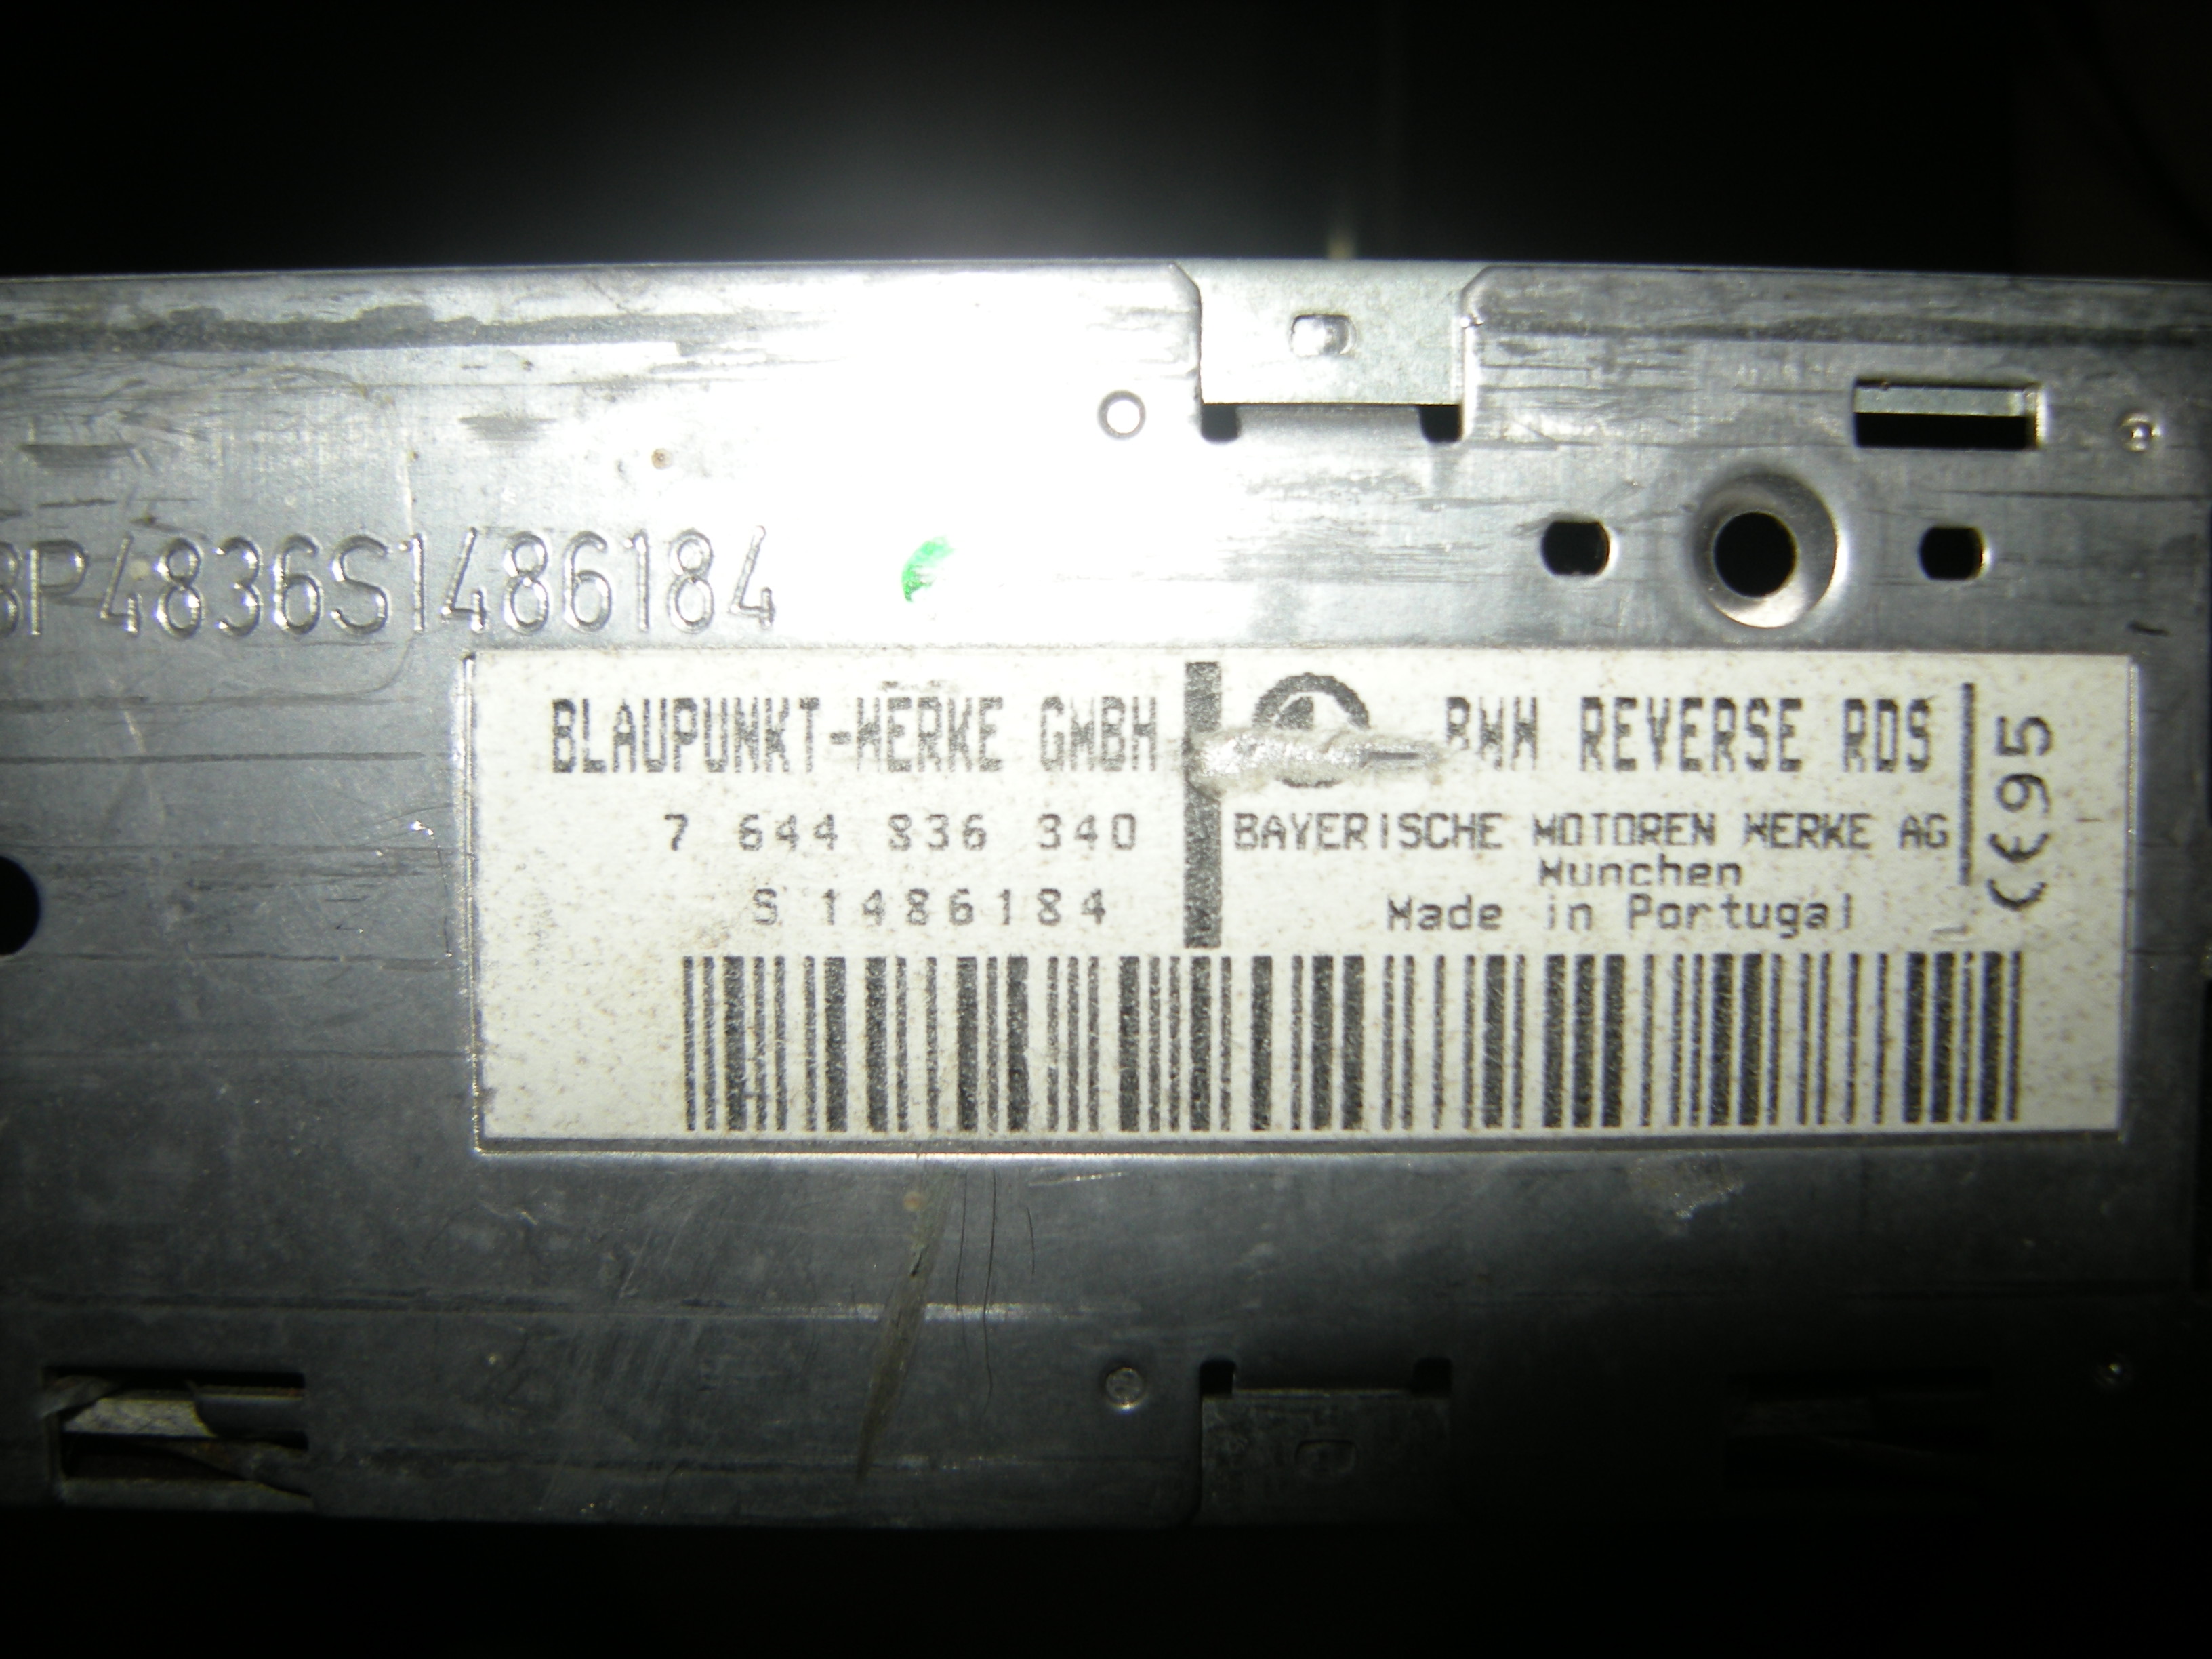 BP4836S1486184
BLAUPUNKT-WERKE GMBH
7 644 836 340
S 1486184
BMW REVERSE RDS
BAYERISCHE MOTOREN WERKE AG
Munchen
Made in Portugal
CE95